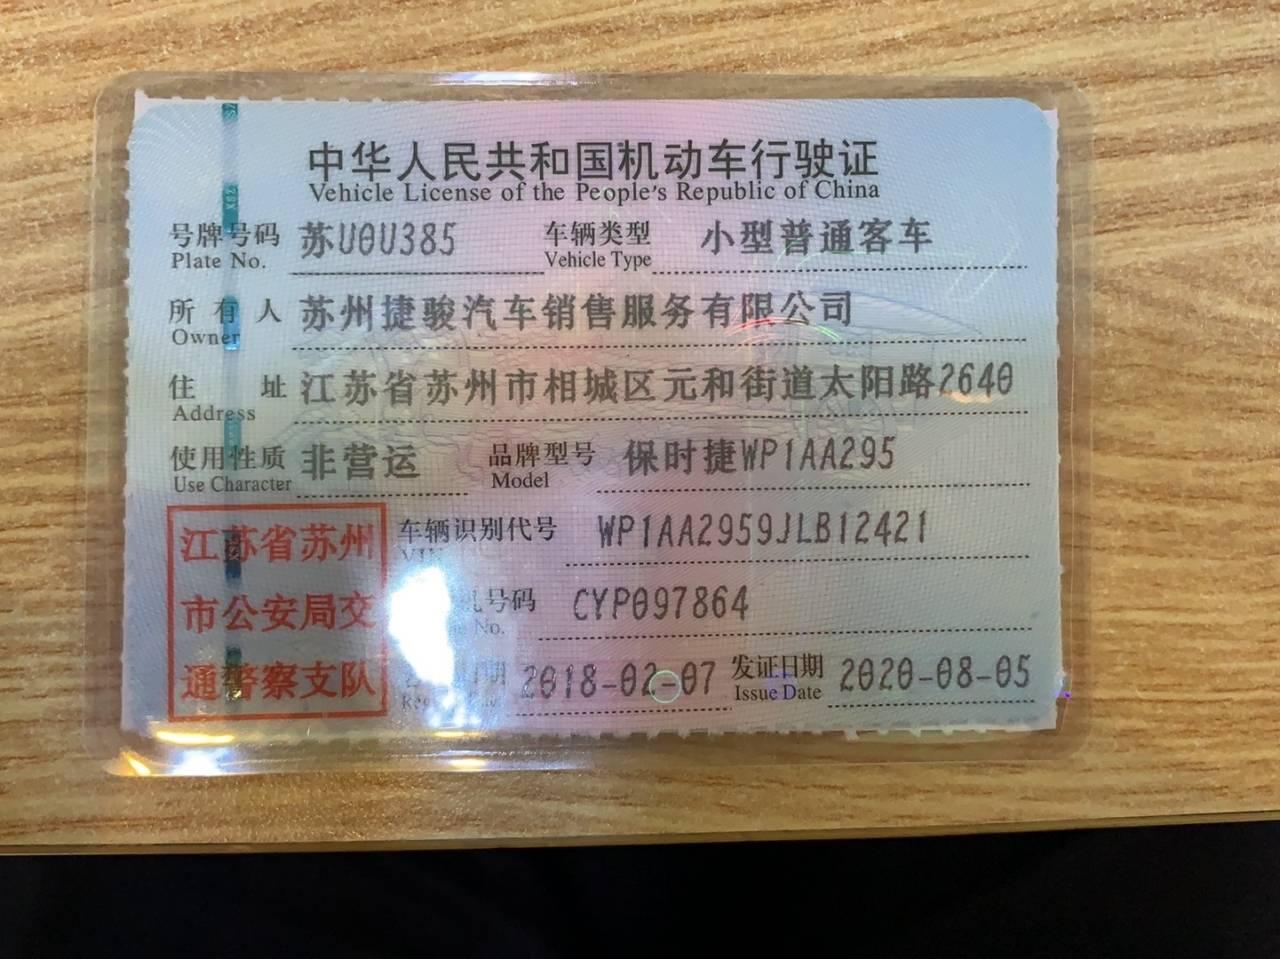 中华人民共和国机动车行驶证
Vehicle License of the People's Republic of China
号牌号码 苏U0U385 车辆类型 小型普通客车
Plate No. Vehicle Type
所有人 苏州捷骏汽车销售服务有限公司
Owner
住址 江苏省苏州市相城区元和街道太阳路2640
Address
使用性质 非营运 品牌型号 保时捷WP1AA295
Use Character Model
江苏省苏州
市公安局交
通警察支队
车辆识别代号 WP1AA2959JLB12421
VIN
号码 CYP097864
No.
日期 2018-02-07 发证日期 2020-08-05
Issue Date